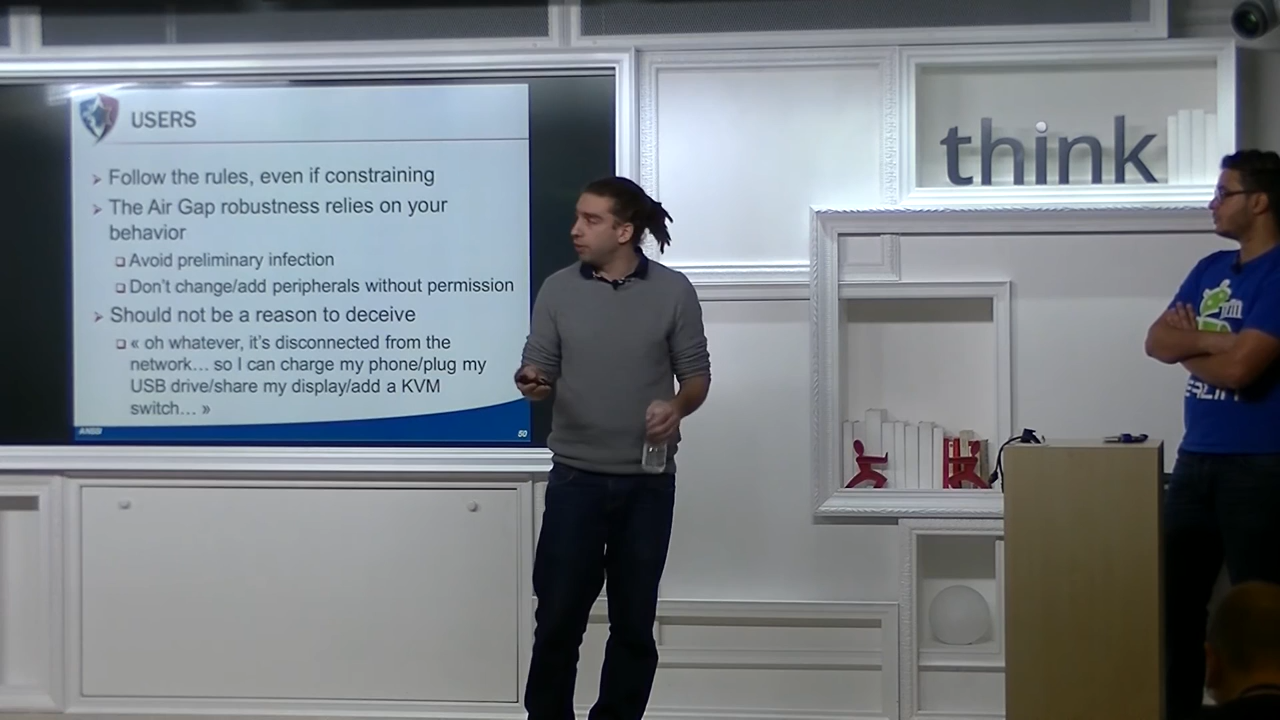 USERS
Follow the rules, even if constraining
The Air Gap robustness relies on your
behavior
Avoid preliminary infection
Don't change/add peripherals without permission
Should not be a reason to deceive
« oh whatever, it's disconnected from the
network... so I can charge my phone/plug my
USB drive/share my display/add a KVM
switch... »
ANSSI
50
think